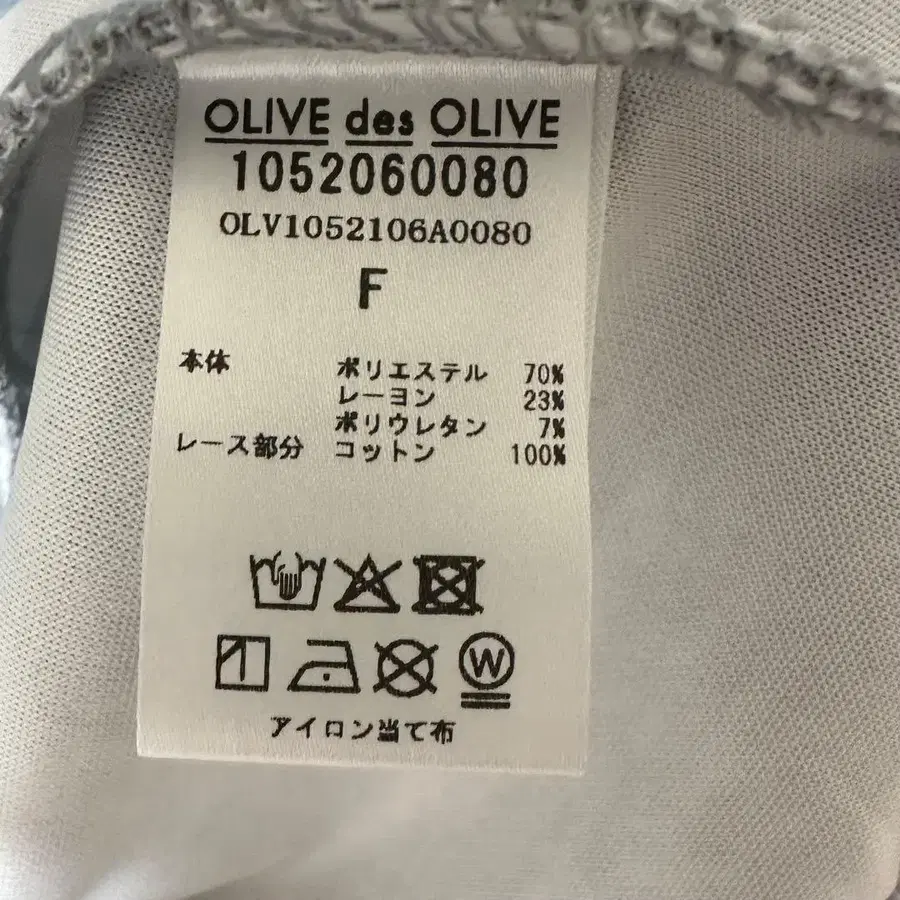 OLIVE des OLIVE
1052060080
OLV1052106A0080
F
本体 ポリエステル 70%
レーヨン 23%
ポリウレタン 7%
レース部分 コットン 100%
W
アイロン当て布